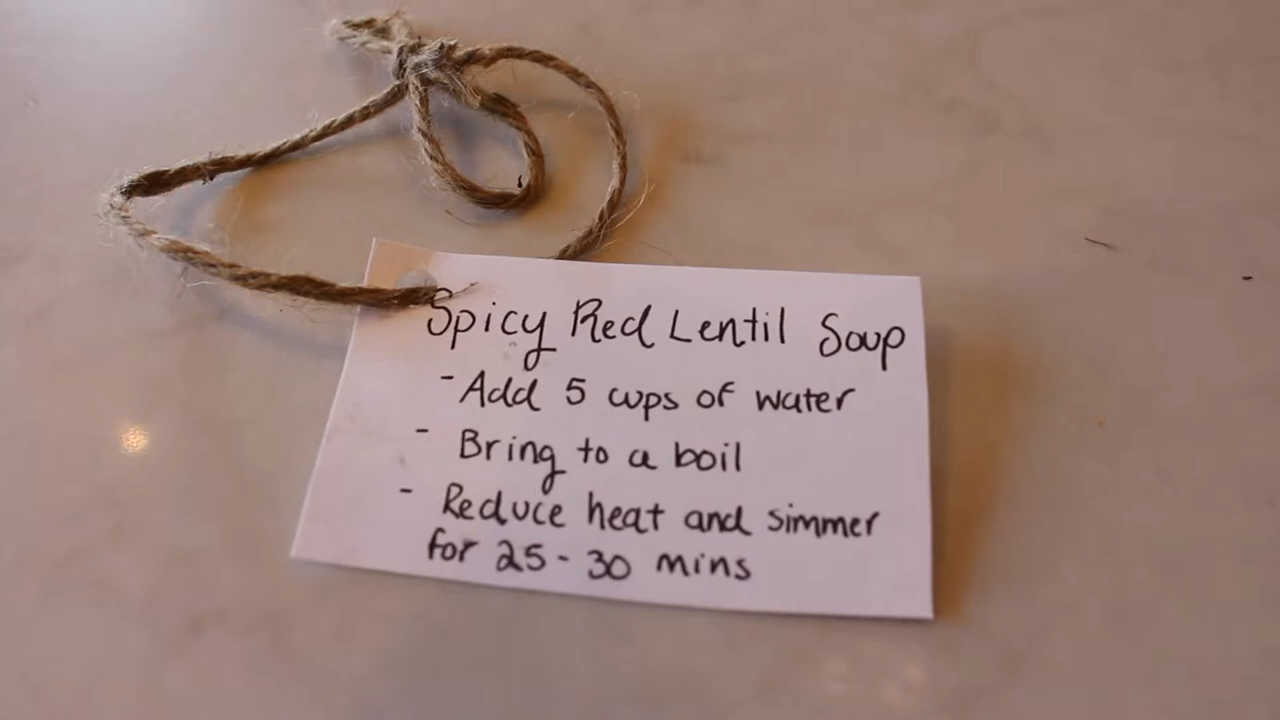 Spicy Red Lentil Soup
- Add 5 cups of water
- Bring to a boil
- Reduce heat and simmer
for 25-30 mins